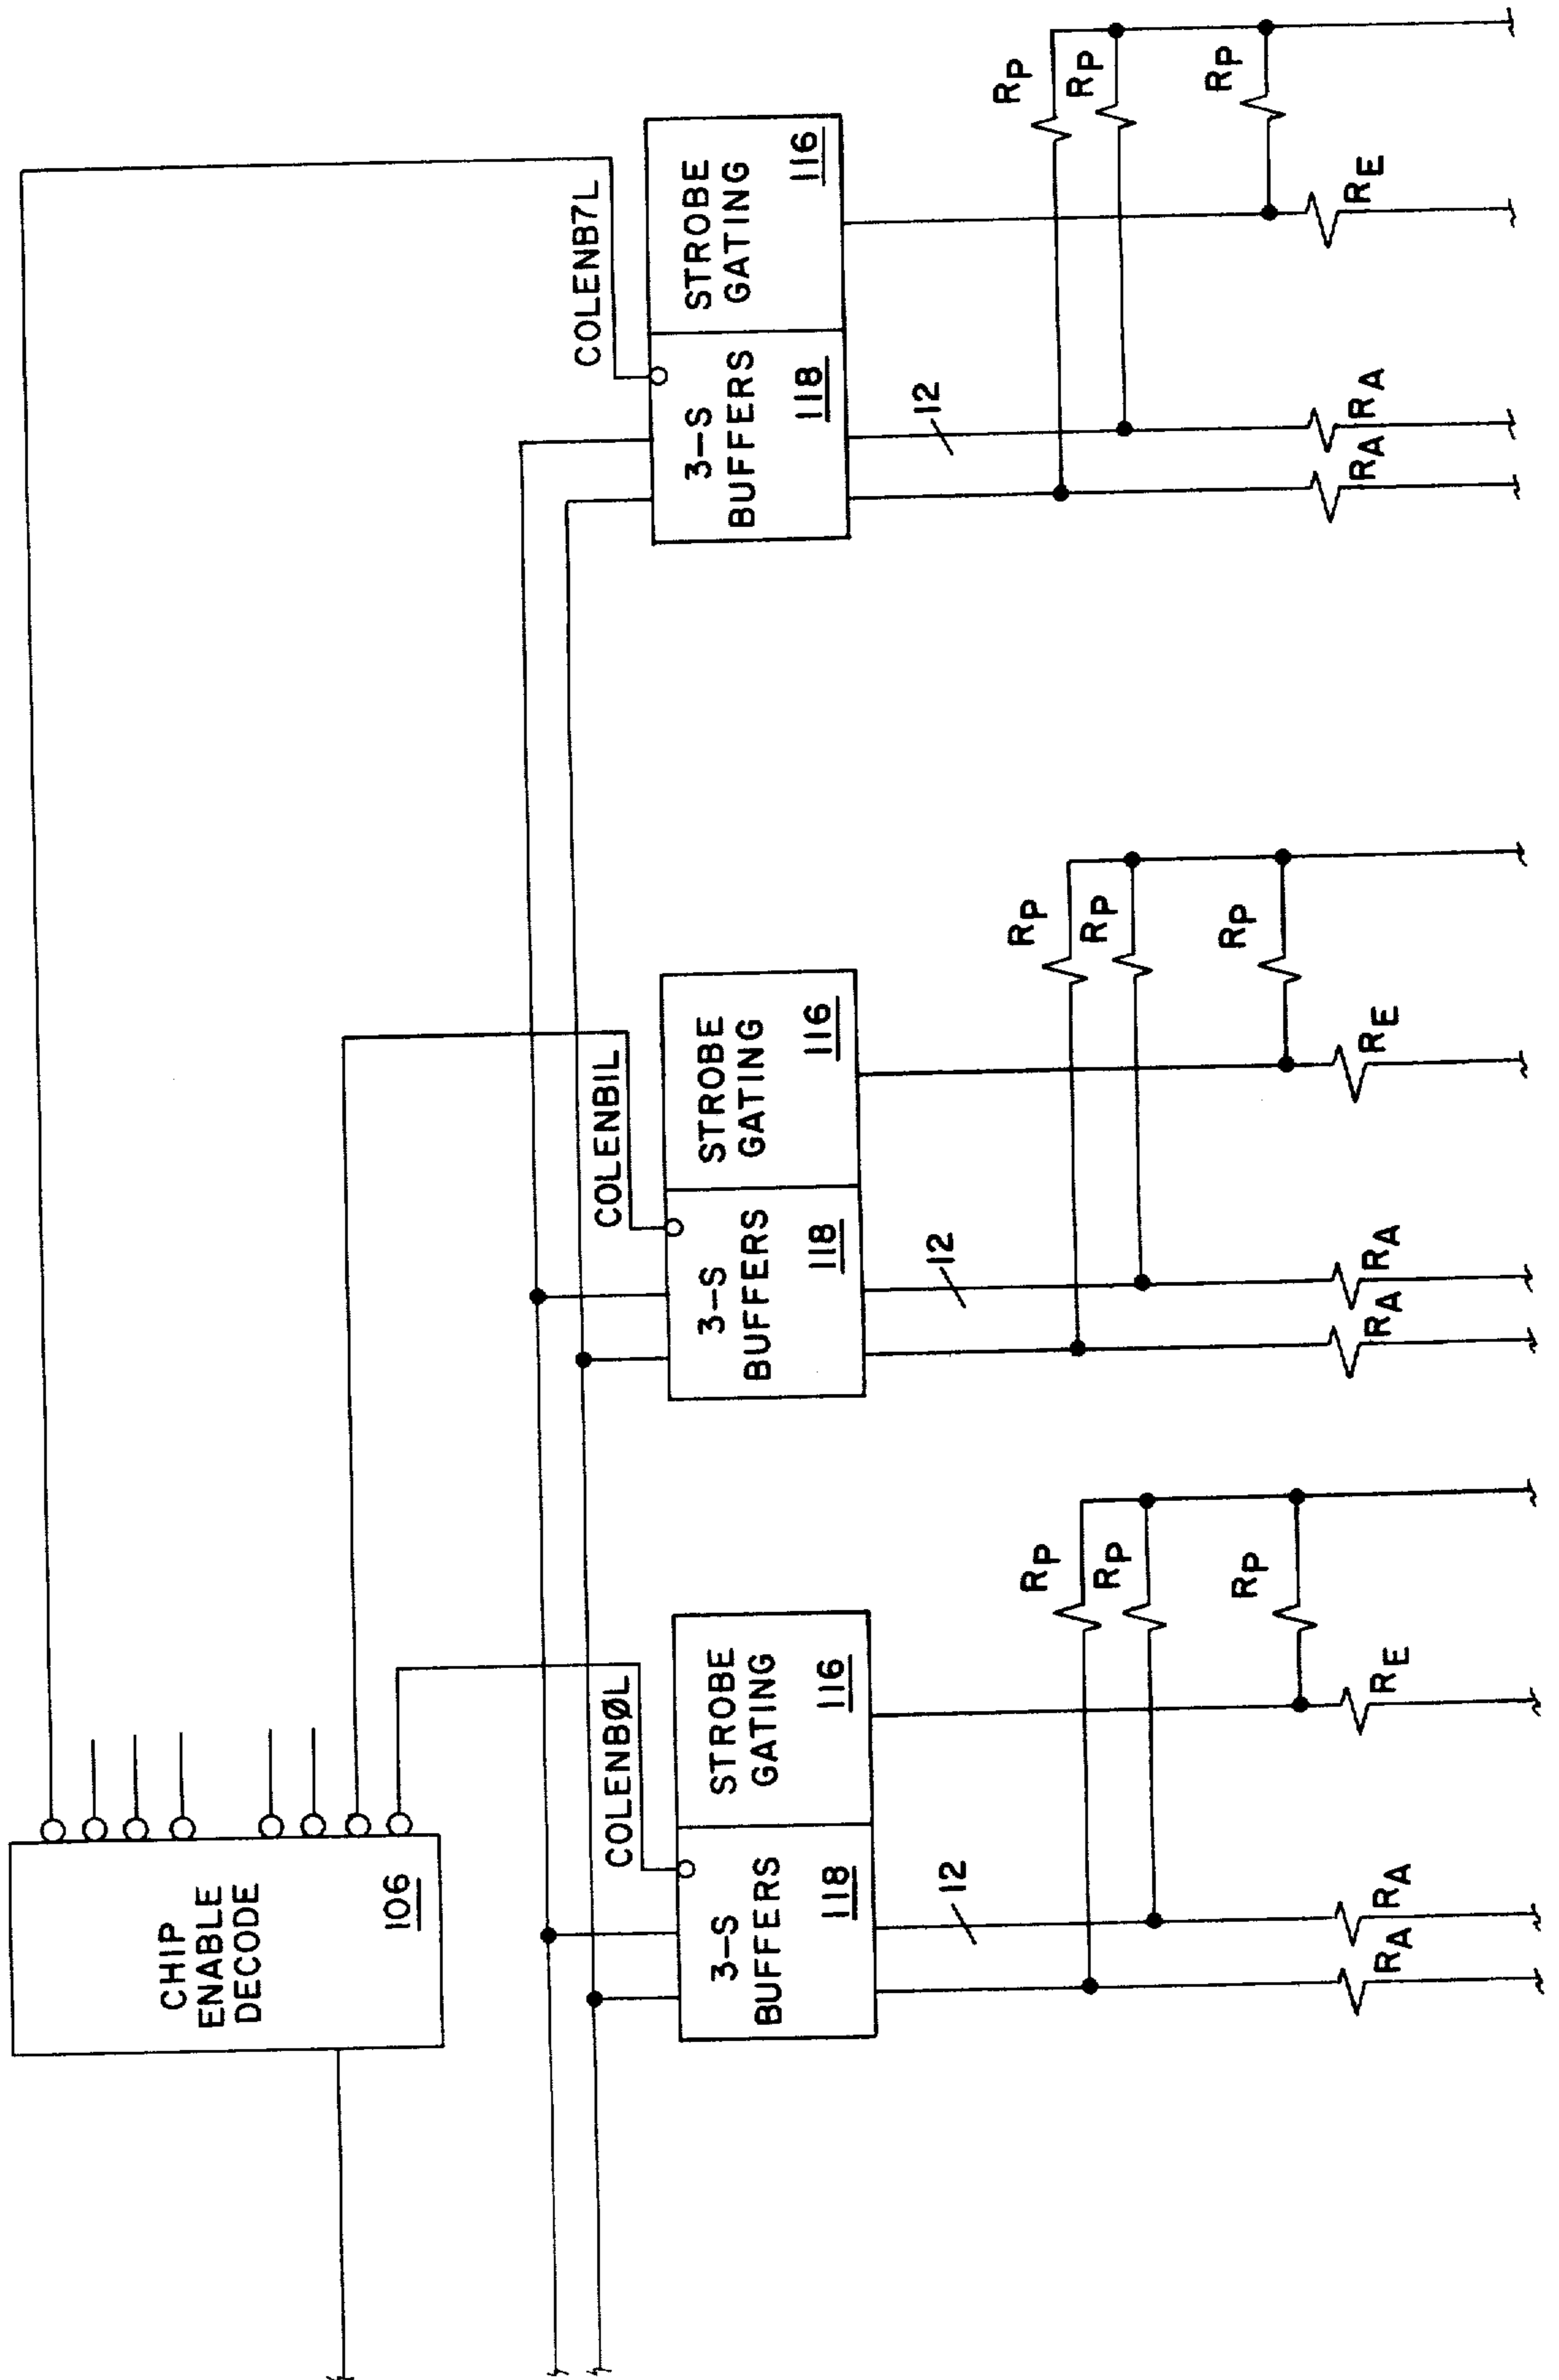 CHIP
ENABLE
DECODE
106
COLENBØL
3-S
BUFFERS
118
STROBE
GATING
116
12
RP
RP
RP
RA
RA
RE
COLENB1L
3-S
BUFFERS
118
STROBE
GATING
116
12
RP
RP
RP
RA
RA
RE
COLENB7L
3-S
BUFFERS
118
STROBE
GATING
116
12
RP
RP
RP
RA
RA
RE